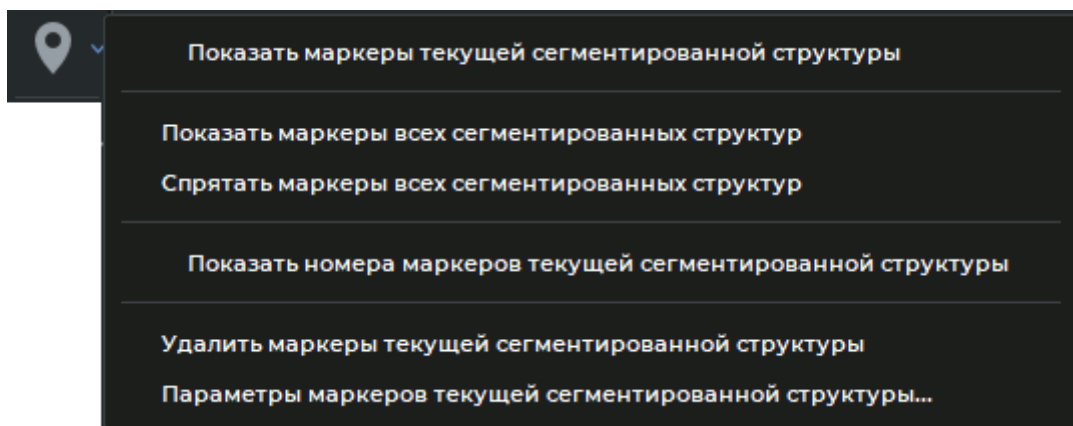 Показать маркеры текущей сегментированной структуры
Показать маркеры всех сегментированных структур
Спрятать маркеры всех сегментированных структур
Показать номера маркеров текущей сегментированной структуры
Удалить маркеры текущей сегментированной структуры
Параметры маркеров текущей сегментированной структуры...